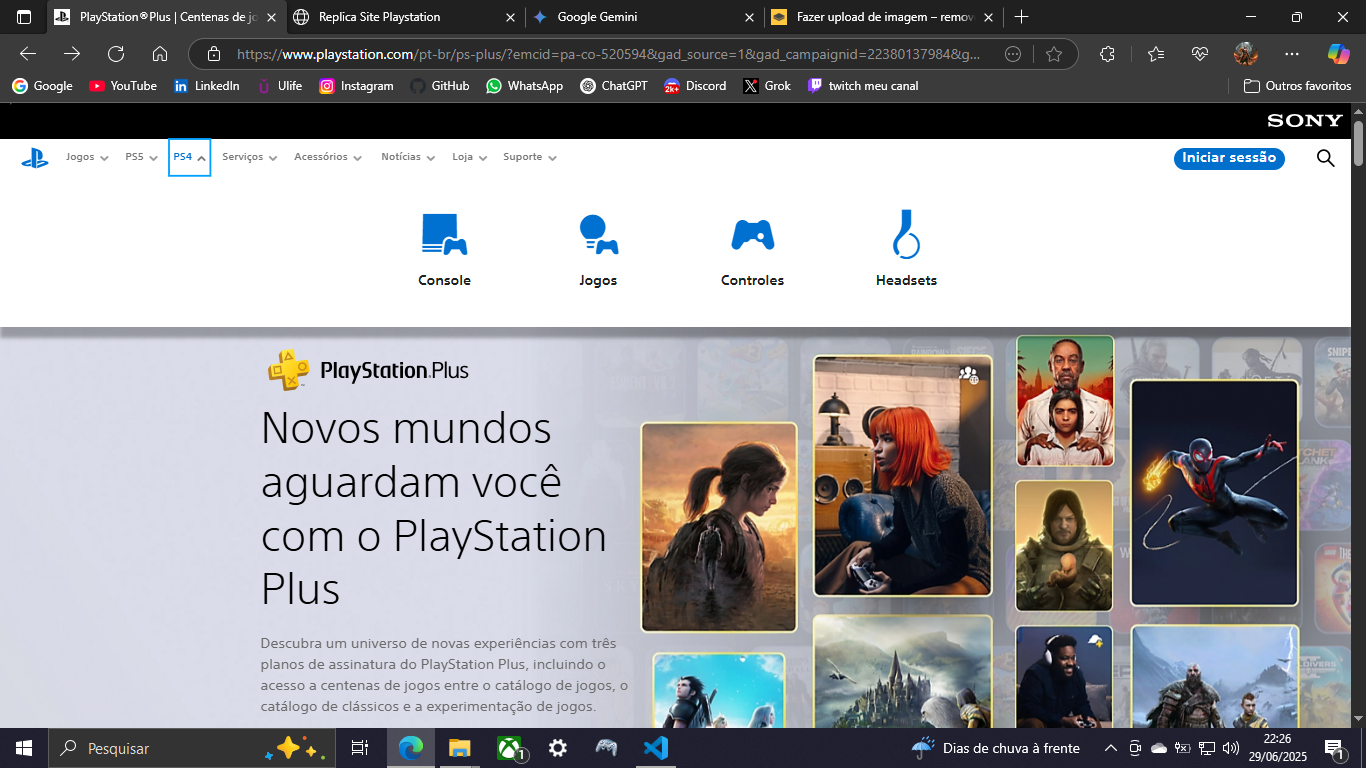 PlayStation®Plus | Centenas de jo
Replica Site Playstation
Google Gemini
Fazer upload de imagem – remov
https://www.playstation.com/pt-br/ps-plus/?emcid=pa-co-520594&gad_source=1&gad_campaignid=22380137984&g...
Google
YouTube
LinkedIn
Ulife
Instagram
GitHub
WhatsApp
ChatGPT
Discord
Grok
twitch meu canal
Outros favoritos
SONY
Jogos
PS5
PS4
Serviços
Acessórios
Notícias
Loja
Suporte
Iniciar sessão
Console
Jogos
Controles
Headsets
PlayStation.Plus
Novos mundos
aguardam você
com o PlayStation
Plus
Descubra um universo de novas experiências com três
planos de assinatura do PlayStation Plus, incluindo o
acesso a centenas de jogos entre o catálogo de jogos, o
catálogo de clássicos e a experimentação de jogos.
Pesquisar
1
Dias de chuva à frente
22:26
29/06/2025
1